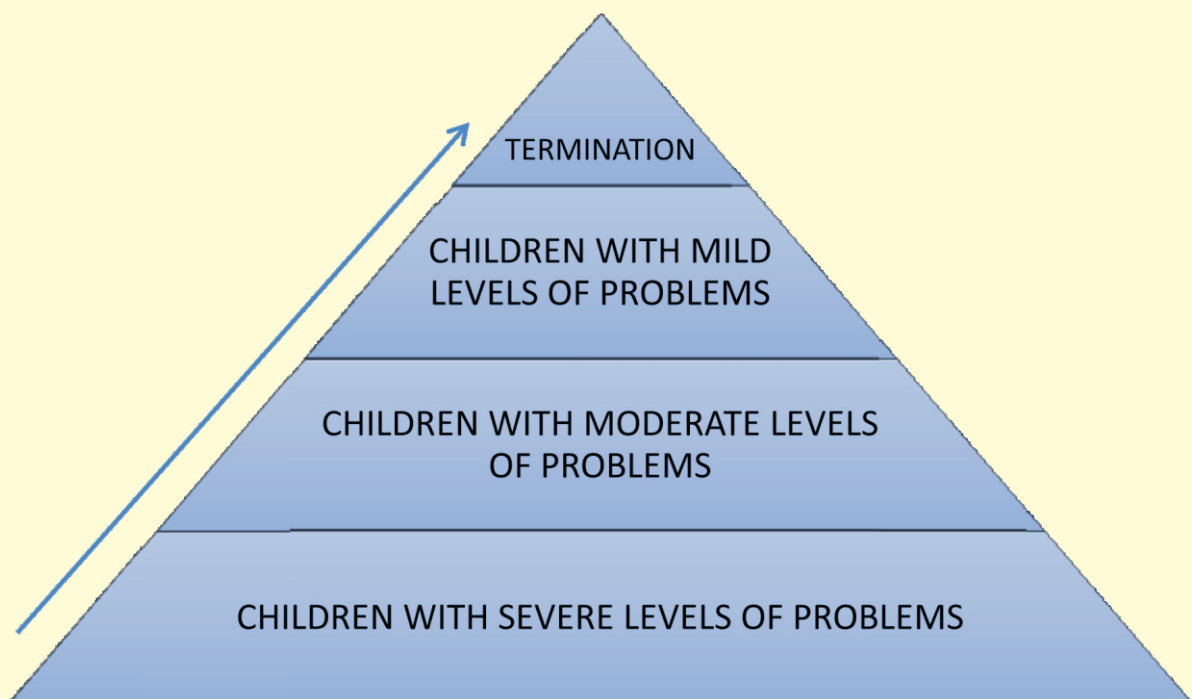 TERMINATION
CHILDREN WITH MILD
LEVELS OF PROBLEMS
CHILDREN WITH MODERATE LEVELS
OF PROBLEMS
CHILDREN WITH SEVERE LEVELS OF PROBLEMS